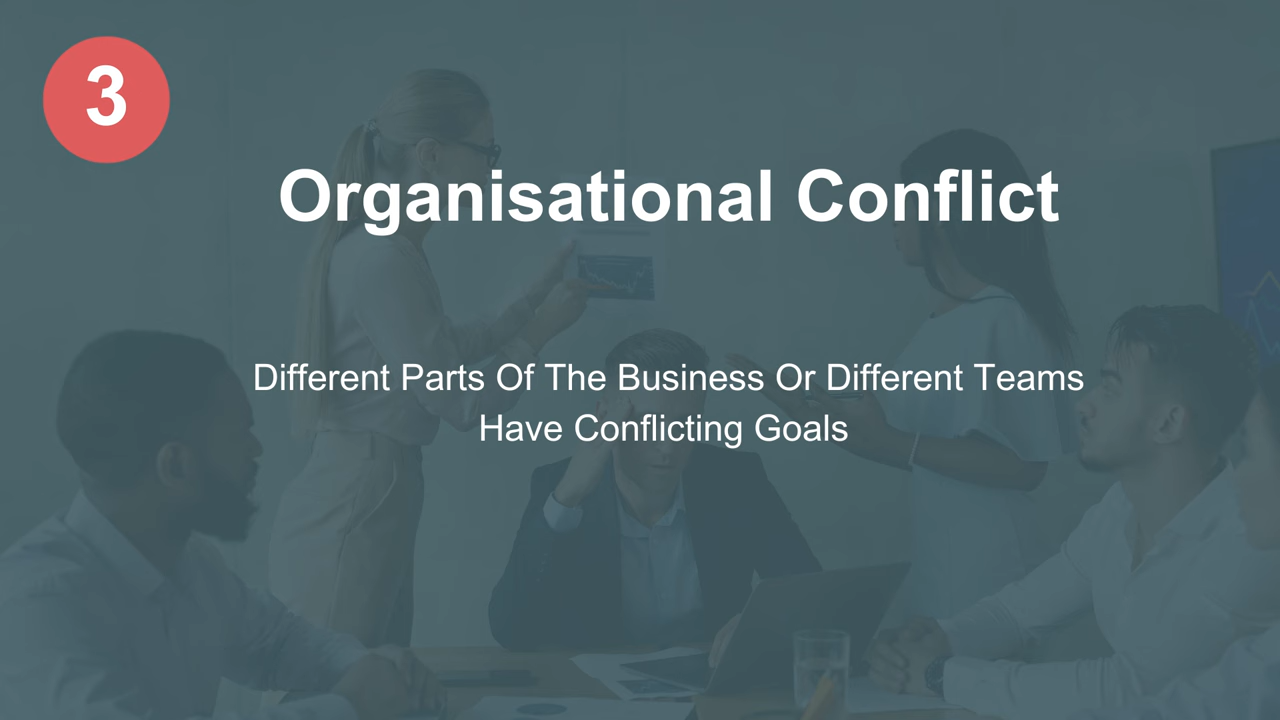 3
Organisational Conflict
Different Parts Of The Business Or Different Teams
Have Conflicting Goals